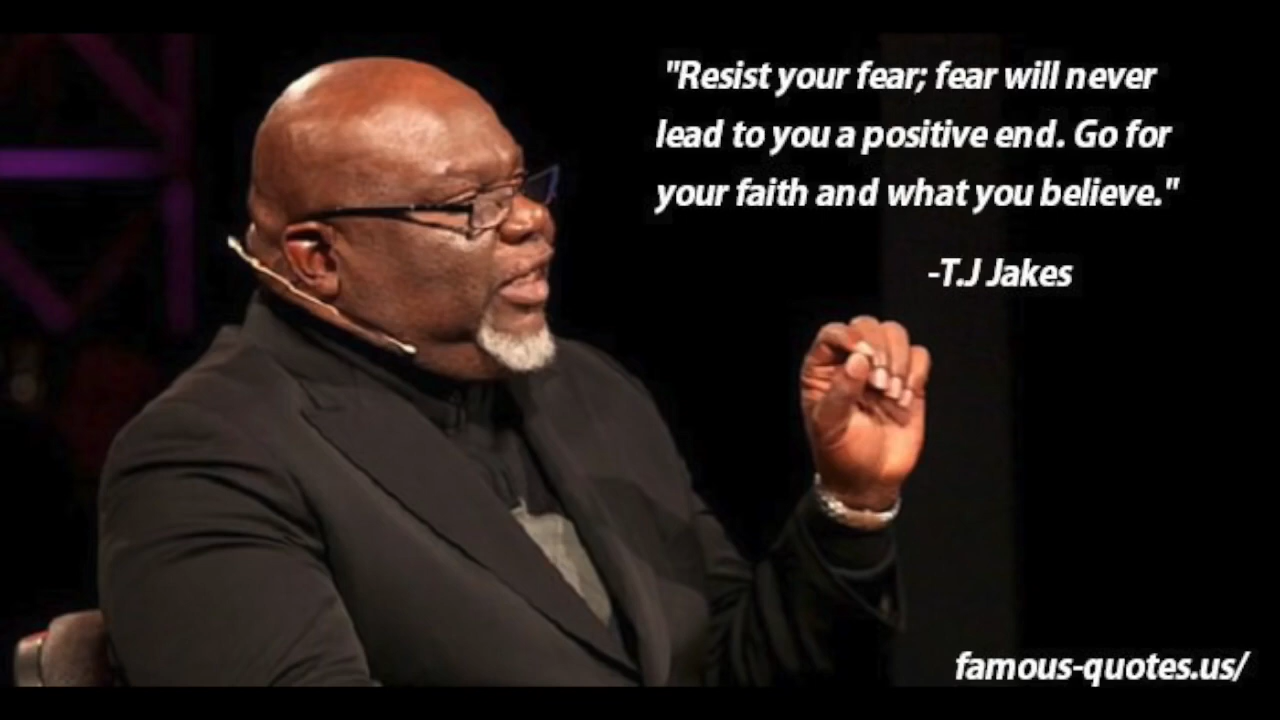 "Resist your fear; fear will never
lead to you a positive end. Go for
your faith and what you believe."
-T.J Jakes
famous-quotes.us/